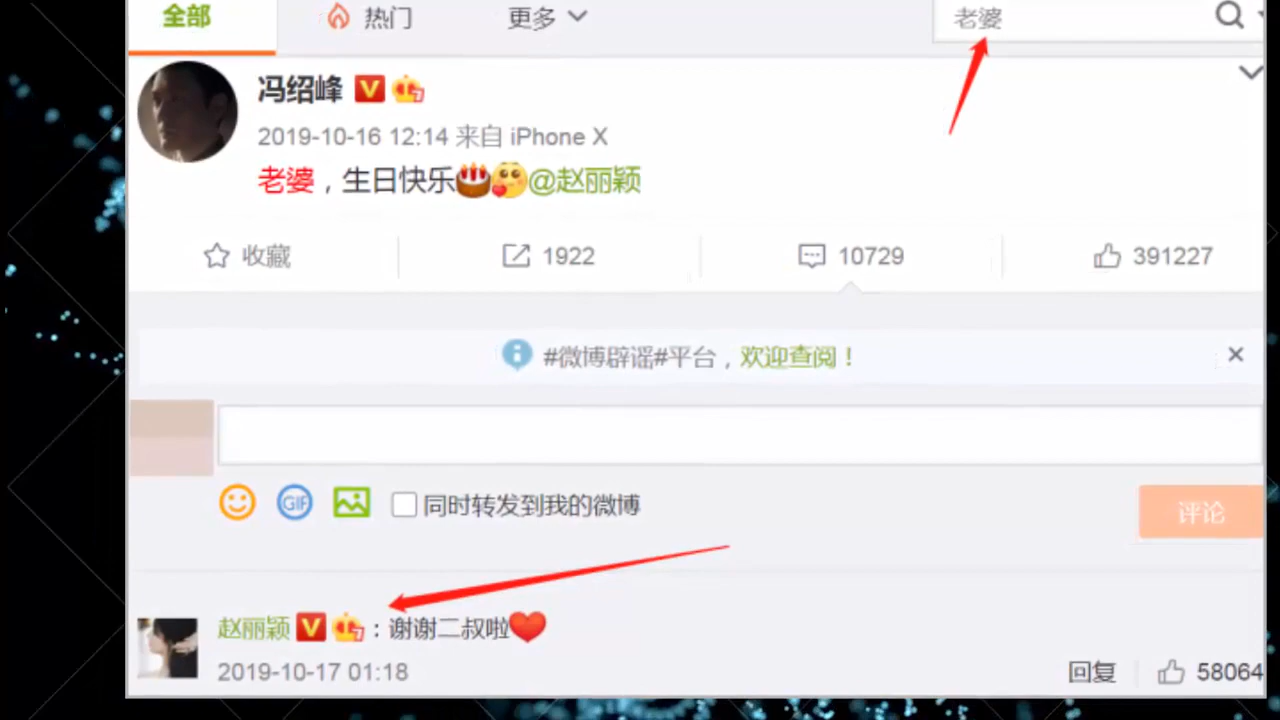 全部 热门 更多 老婆
冯绍峰
2019-10-16 12:14 来自 iPhone X
老婆，生日快乐@赵丽颖
收藏 1922 10729 391227
#微博辟谣#平台，欢迎查阅！
GIF 同时转发到我的微博
评论
赵丽颖：谢谢二叔啦
2019-10-17 01:18 回复 58064